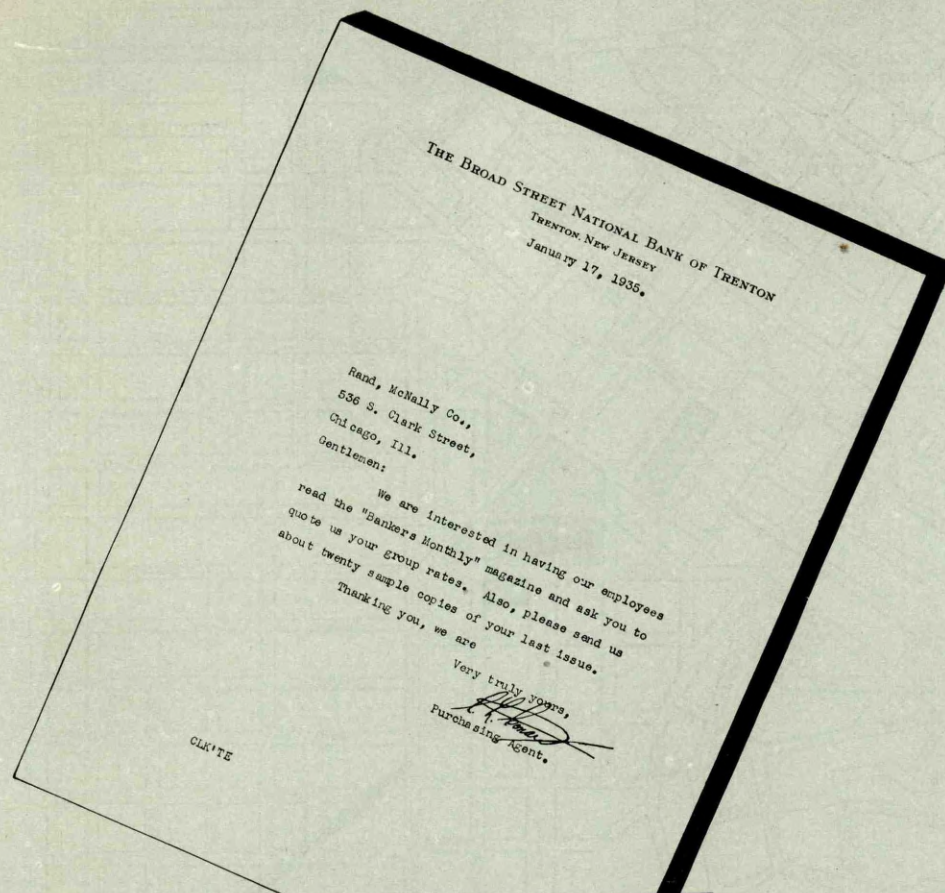 THE BROAD STREET NATIONAL BANK OF TRENTON
TRENTON, NEW JERSEY
January 17, 1935.
Rand, McNally Co.,
536 S. Clark Street,
Chicago, Ill.
Gentlemen:
We are interested in having our employees
read the "Bankers Monthly" magazine and ask you to
quote us your group rates. Also, please send us
about twenty sample copies of your last issue.
Thanking you, we are
Very truly yours,
Purchasing Agent.
CLK'TE